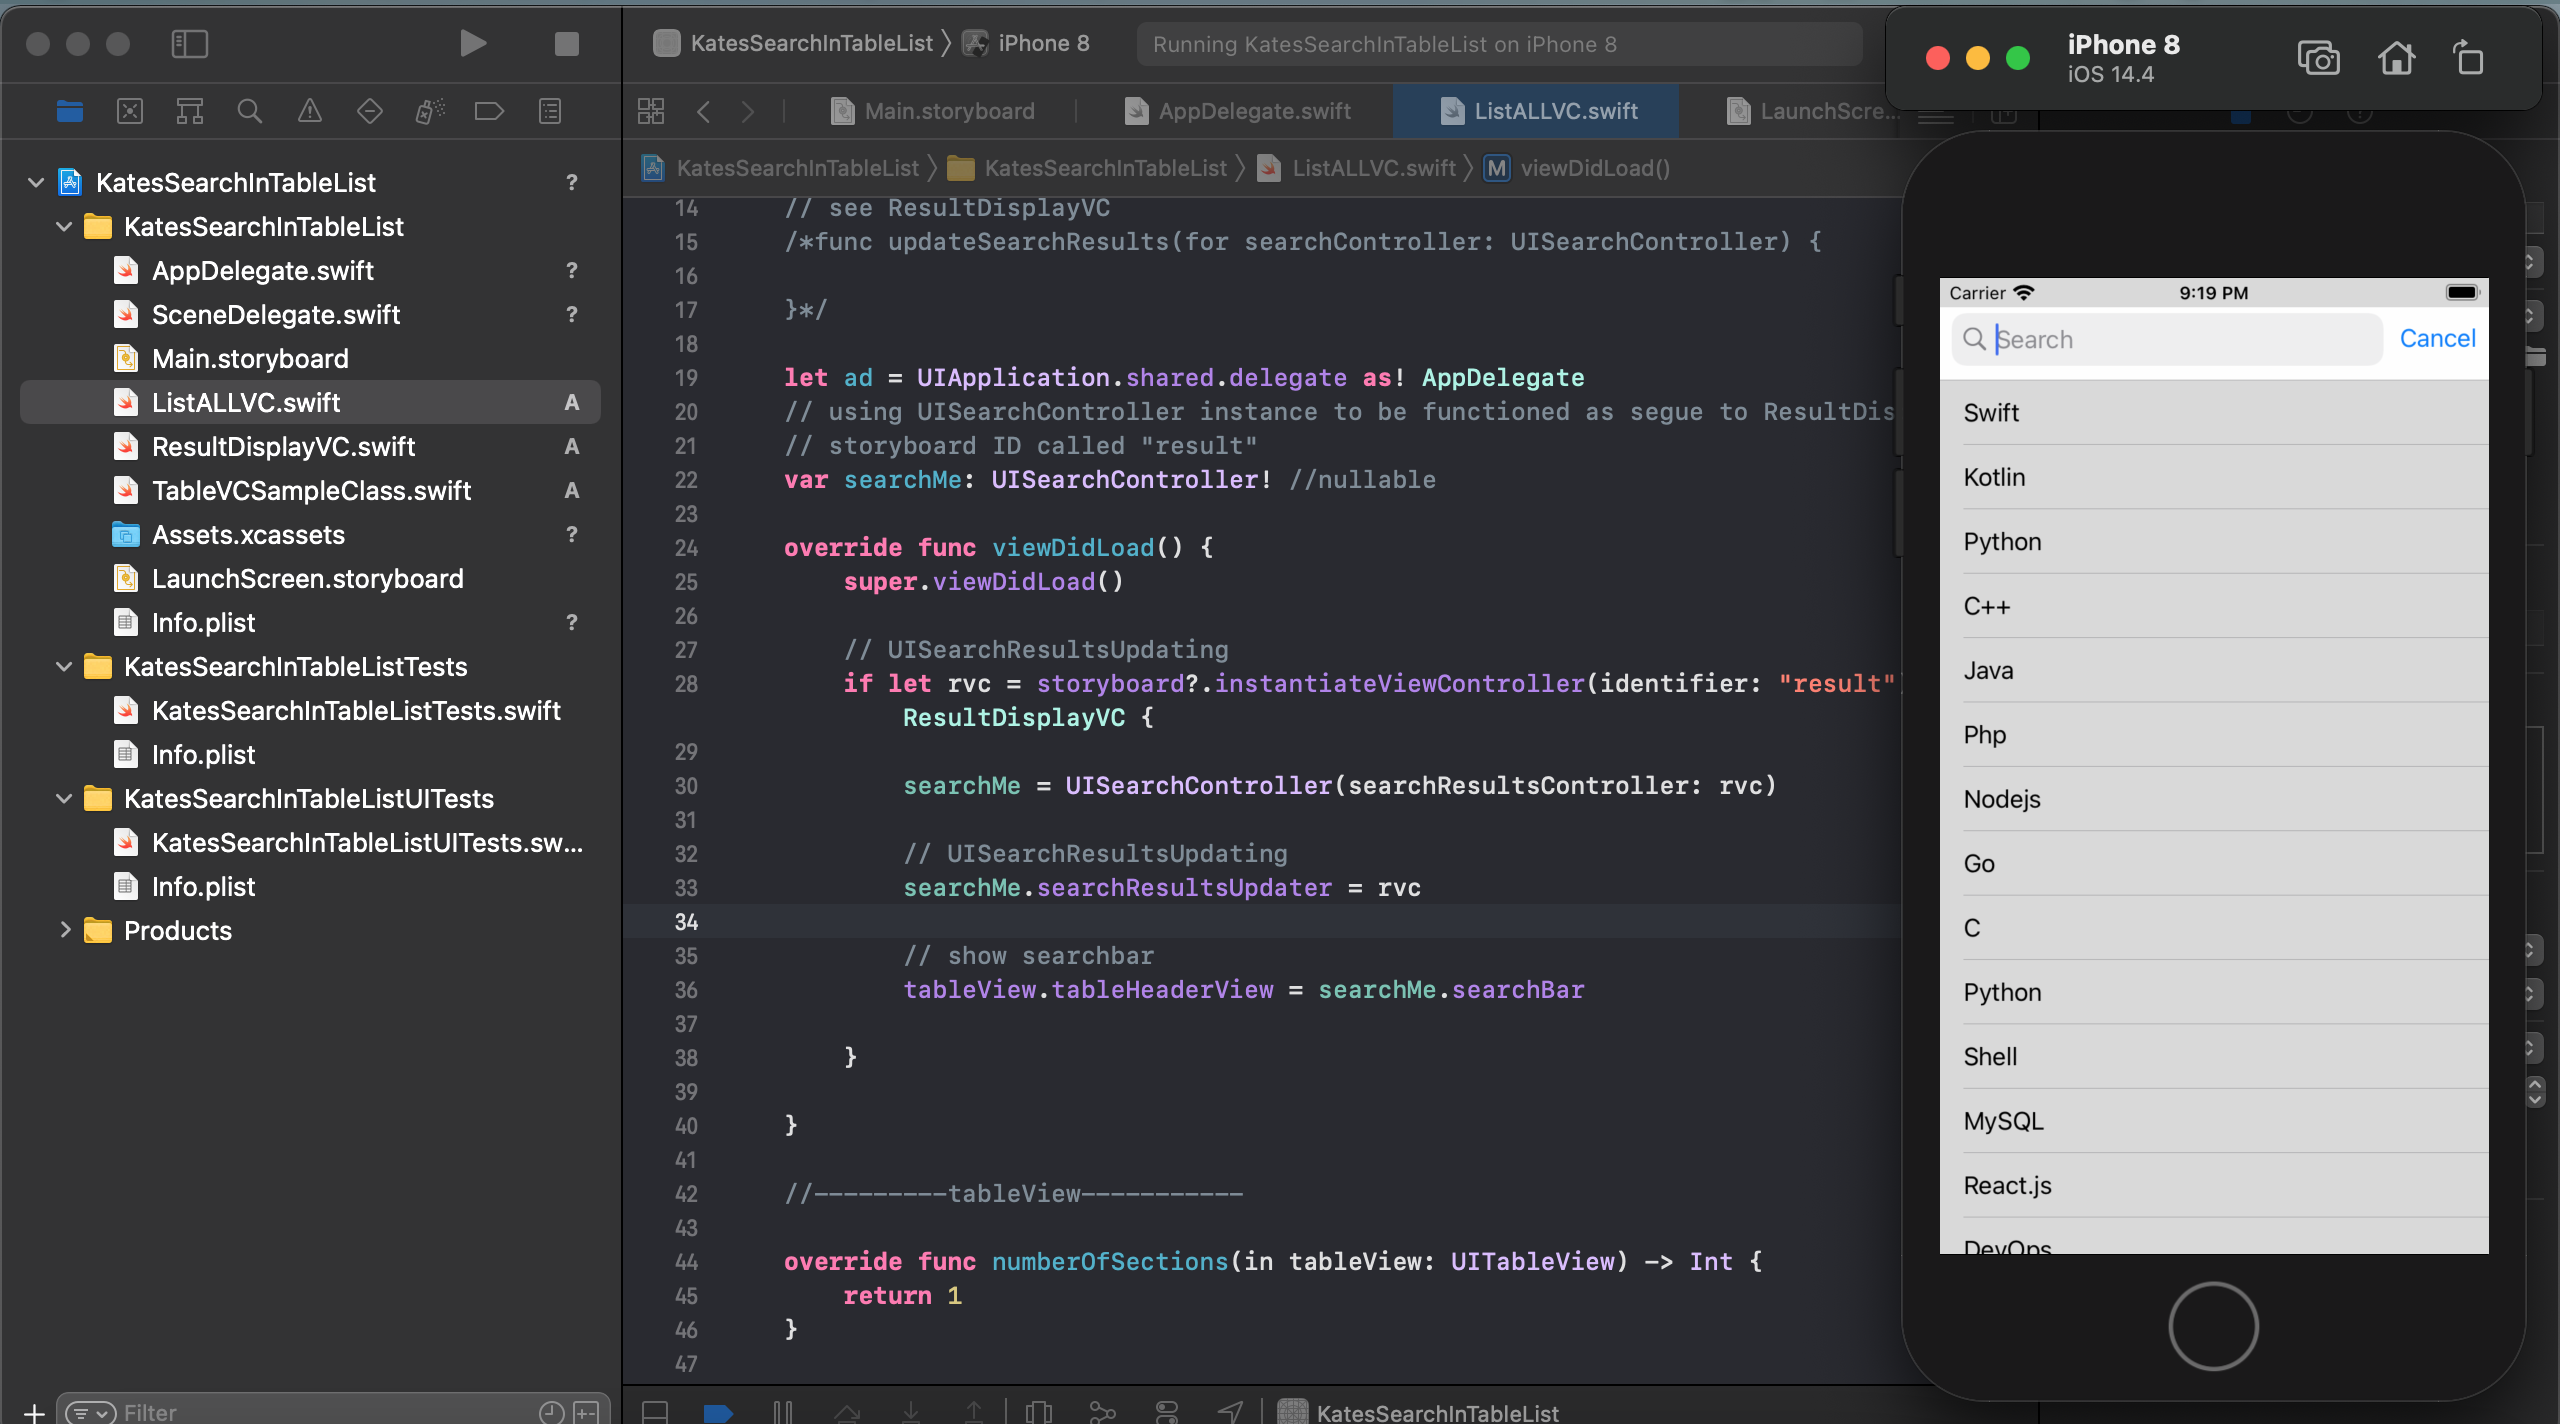 KatesSearchInTableList
iPhone 8
Running KatesSearchInTableList on iPhone 8
Main.storyboard
AppDelegate.swift
ListALLVC.swift
LaunchScre...
KatesSearchInTableList
KatesSearchInTableList
ListALLVC.swift
M viewDidLoad()
KatesSearchInTableList ?
KatesSearchInTableList
AppDelegate.swift ?
SceneDelegate.swift ?
Main.storyboard
ListALLVC.swift A
ResultDisplayVC.swift A
TableVCSampleClass.swift A
Assets.xcassets ?
LaunchScreen.storyboard
Info.plist ?
KatesSearchInTableListTests
KatesSearchInTableListTests.swift
Info.plist
KatesSearchInTableListUITests
KatesSearchInTableListUITests.sw...
Info.plist
Products
Filter
14 // see ResultDisplayVC
15 /*func updateSearchResults(for searchController: UISearchController) {
16
17 }*/
18
19 let ad = UIApplication.shared.delegate as! AppDelegate
20 // using UISearchController instance to be functioned as segue to ResultDis
21 // storyboard ID called "result"
22 var searchMe: UISearchController! //nullable
23
24 override func viewDidLoad() {
25 super.viewDidLoad()
26
27 // UISearchResultsUpdating
28 if let rvc = storyboard?.instantiateViewController(identifier: "result")
ResultDisplayVC {
29
30 searchMe = UISearchController(searchResultsController: rvc)
31
32 // UISearchResultsUpdating
33 searchMe.searchResultsUpdater = rvc
34
35 // show searchbar
36 tableView.tableHeaderView = searchMe.searchBar
37
38 }
39
40 }
41
42 //---------tableView-----------
43
44 override func numberOfSections(in tableView: UITableView) -> Int {
45 return 1
46 }
47
KatesSearchInTableList
iPhone 8
iOS 14.4
Carrier
9:19 PM
Search
Cancel
Swift
Kotlin
Python
C++
Java
Php
Nodejs
Go
C
Python
Shell
MySQL
React.js
DevOps